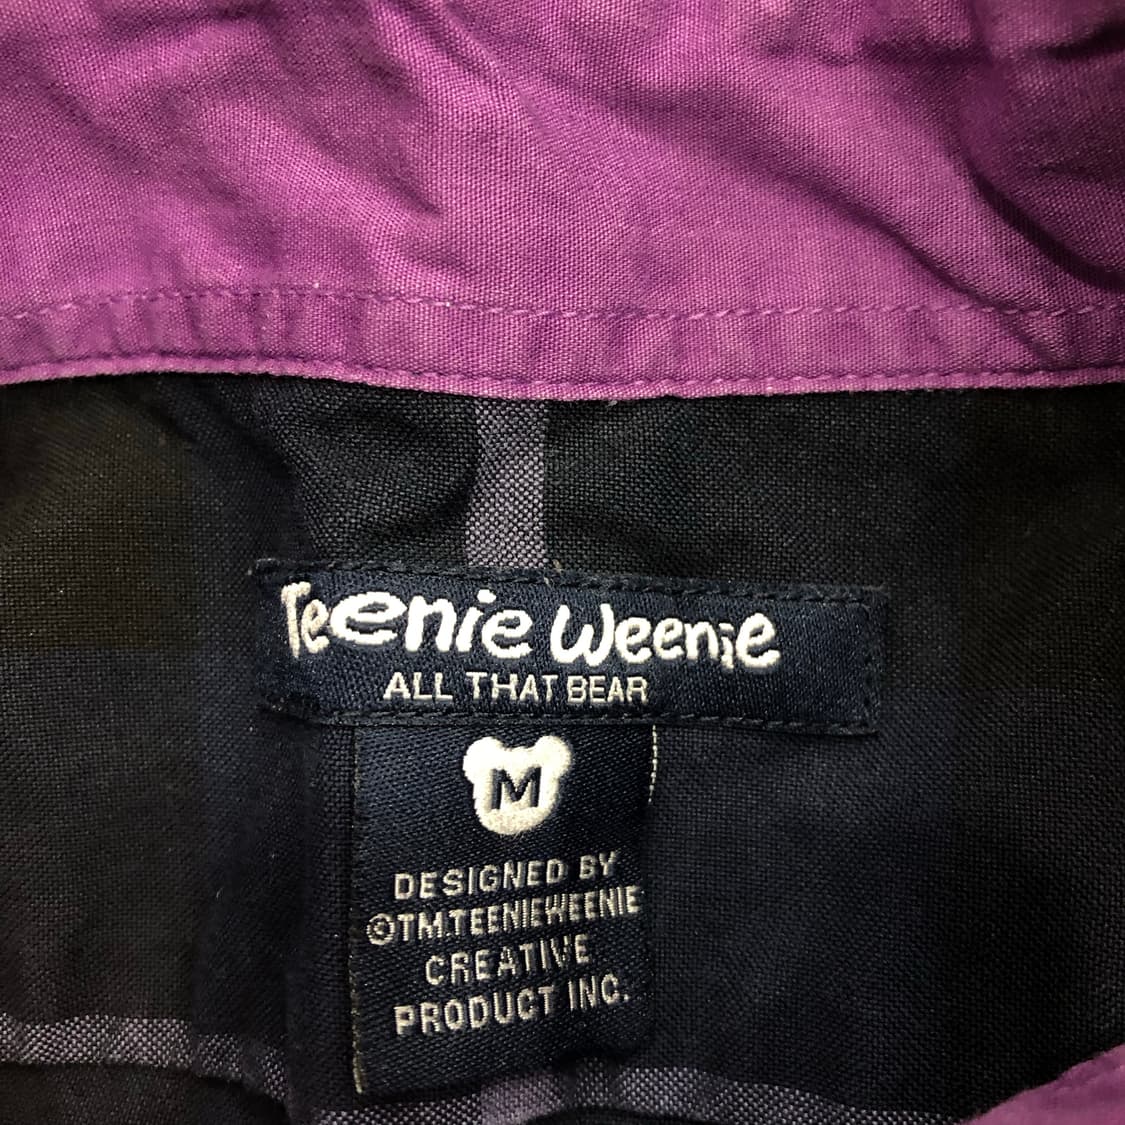 Teenie Weenie
ALL THAT BEAR
M
DESIGNED BY
©TM.TEENIEWEENIE
CREATIVE
PRODUCT INC.